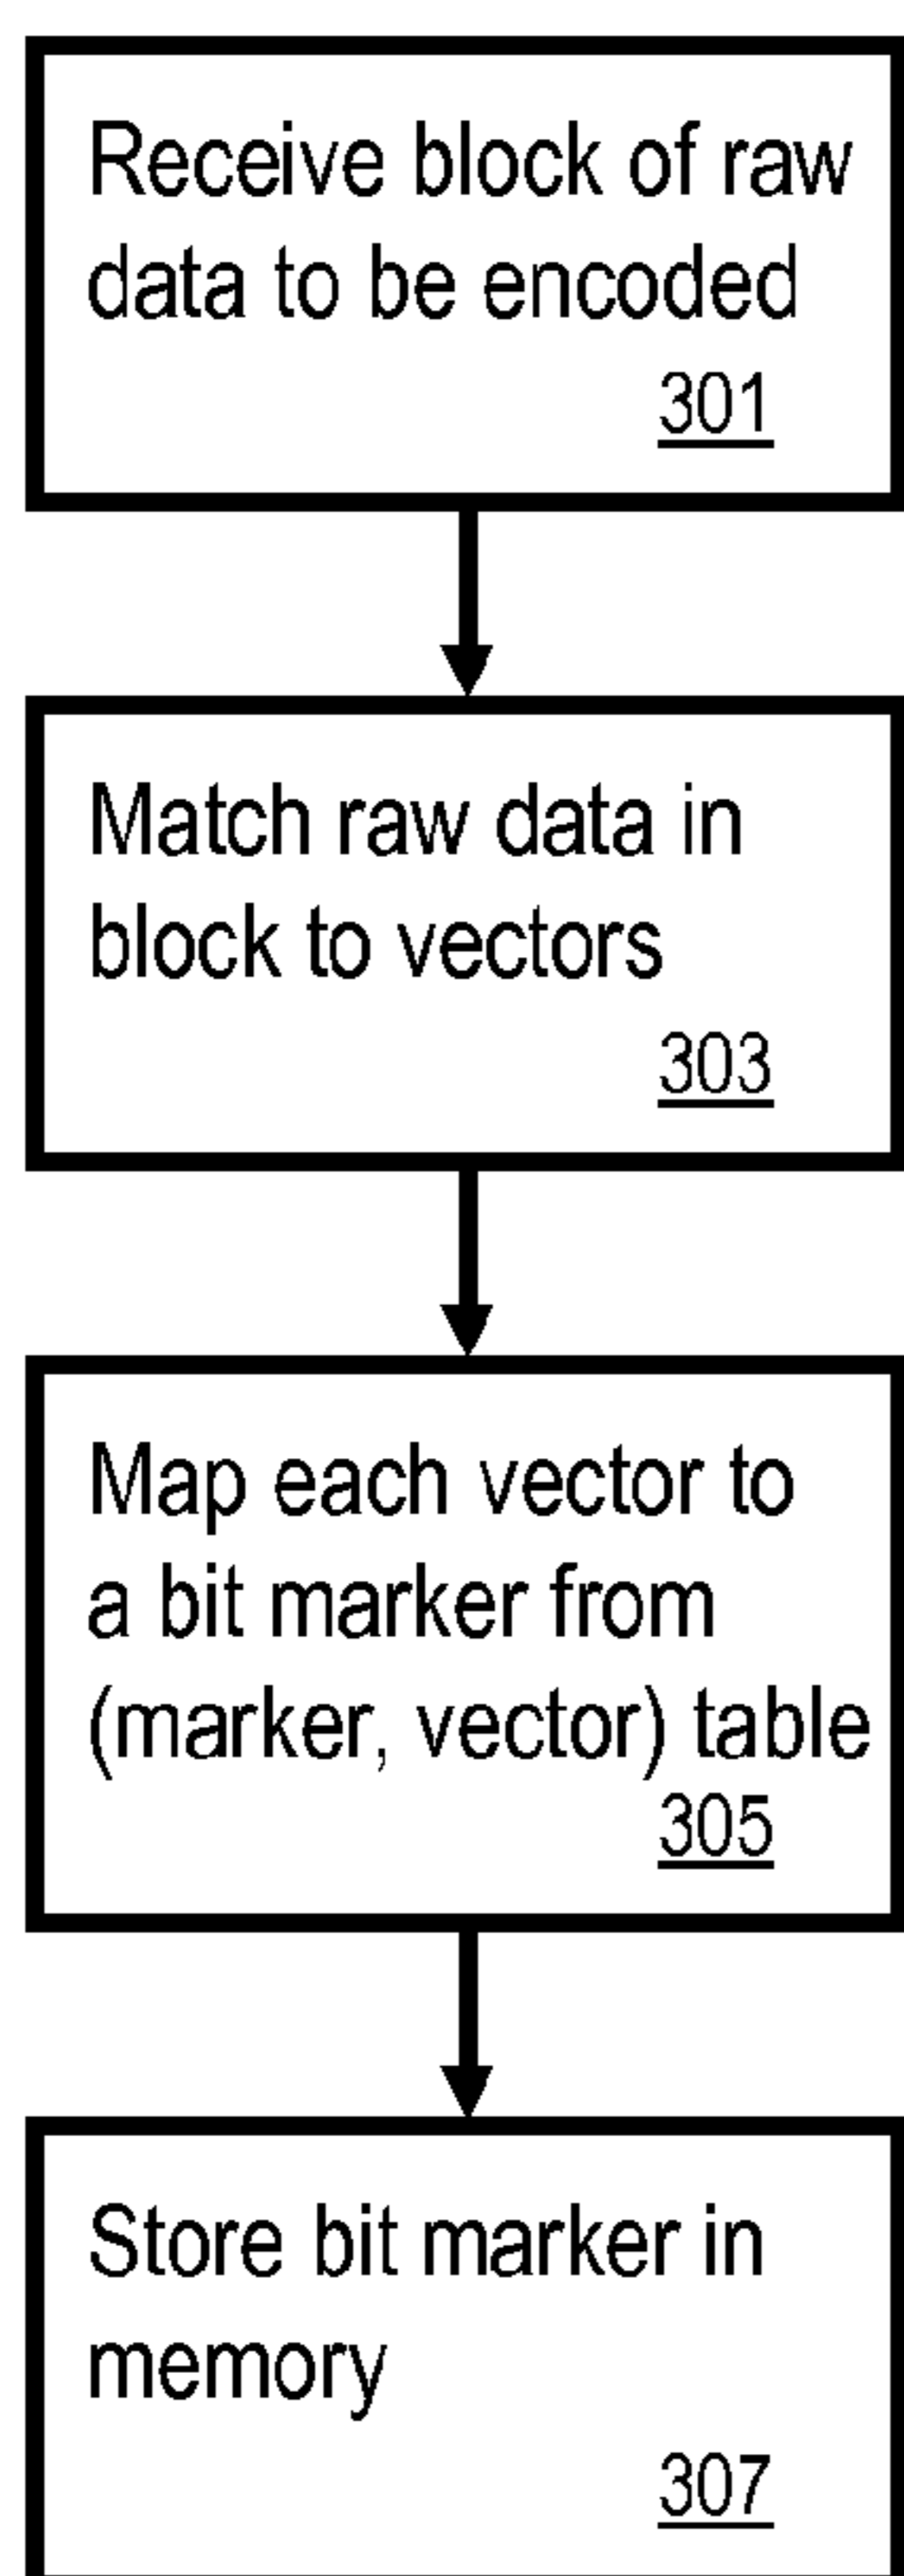 Receive block of raw
data to be encoded
301
Match raw data in
block to vectors
303
Map each vector to
a bit marker from
(marker, vector) table
305
Store bit marker in
memory
307